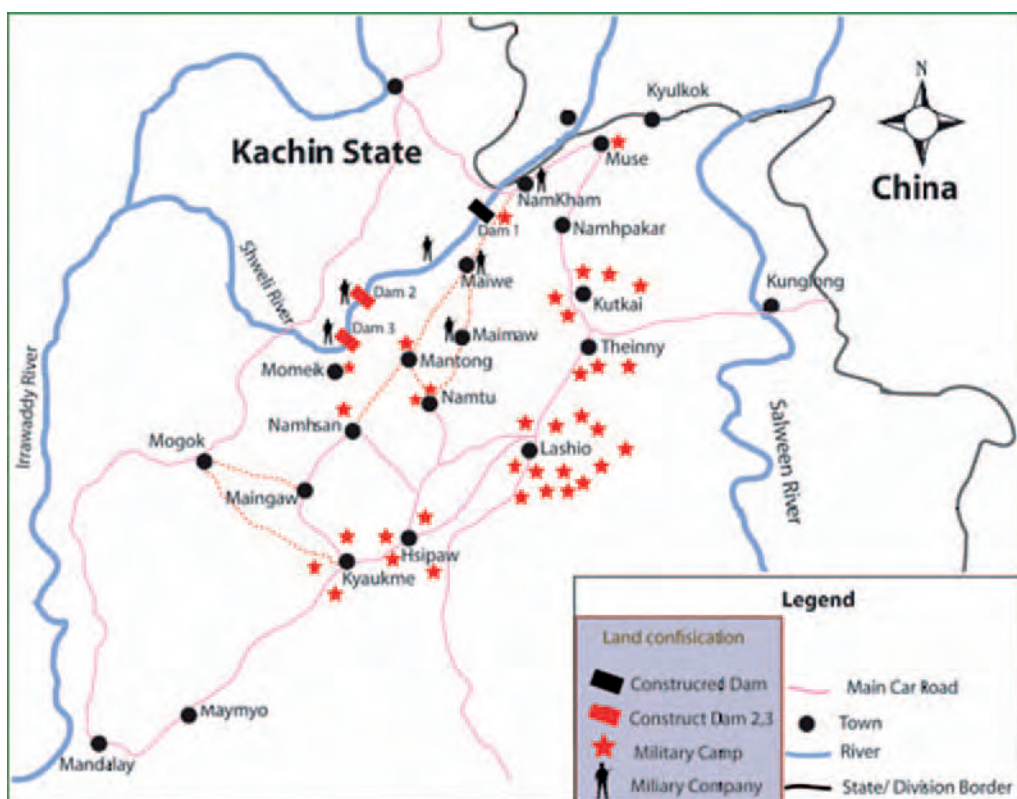 N
Kyulkok
Kachin State
Muse
China
NamKham
Dam 1
Namhpakar
Shweli River
Maiwe
Kunglong
Dam 2
Kutkai
Dam 3
Maimaw
Theinny
Mantong
Momeik
Irrawaddy River
Namtu
Salween River
Namhsan
Mogok
Lashio
Maingaw
Hsipaw
Kyaukme
Maymyo
Mandalay
Legend
Land confisication
Construcred Dam
Construct Dam 2,3
Military Camp
Miliary Company
Main Car Road
Town
River
State/ Division Border